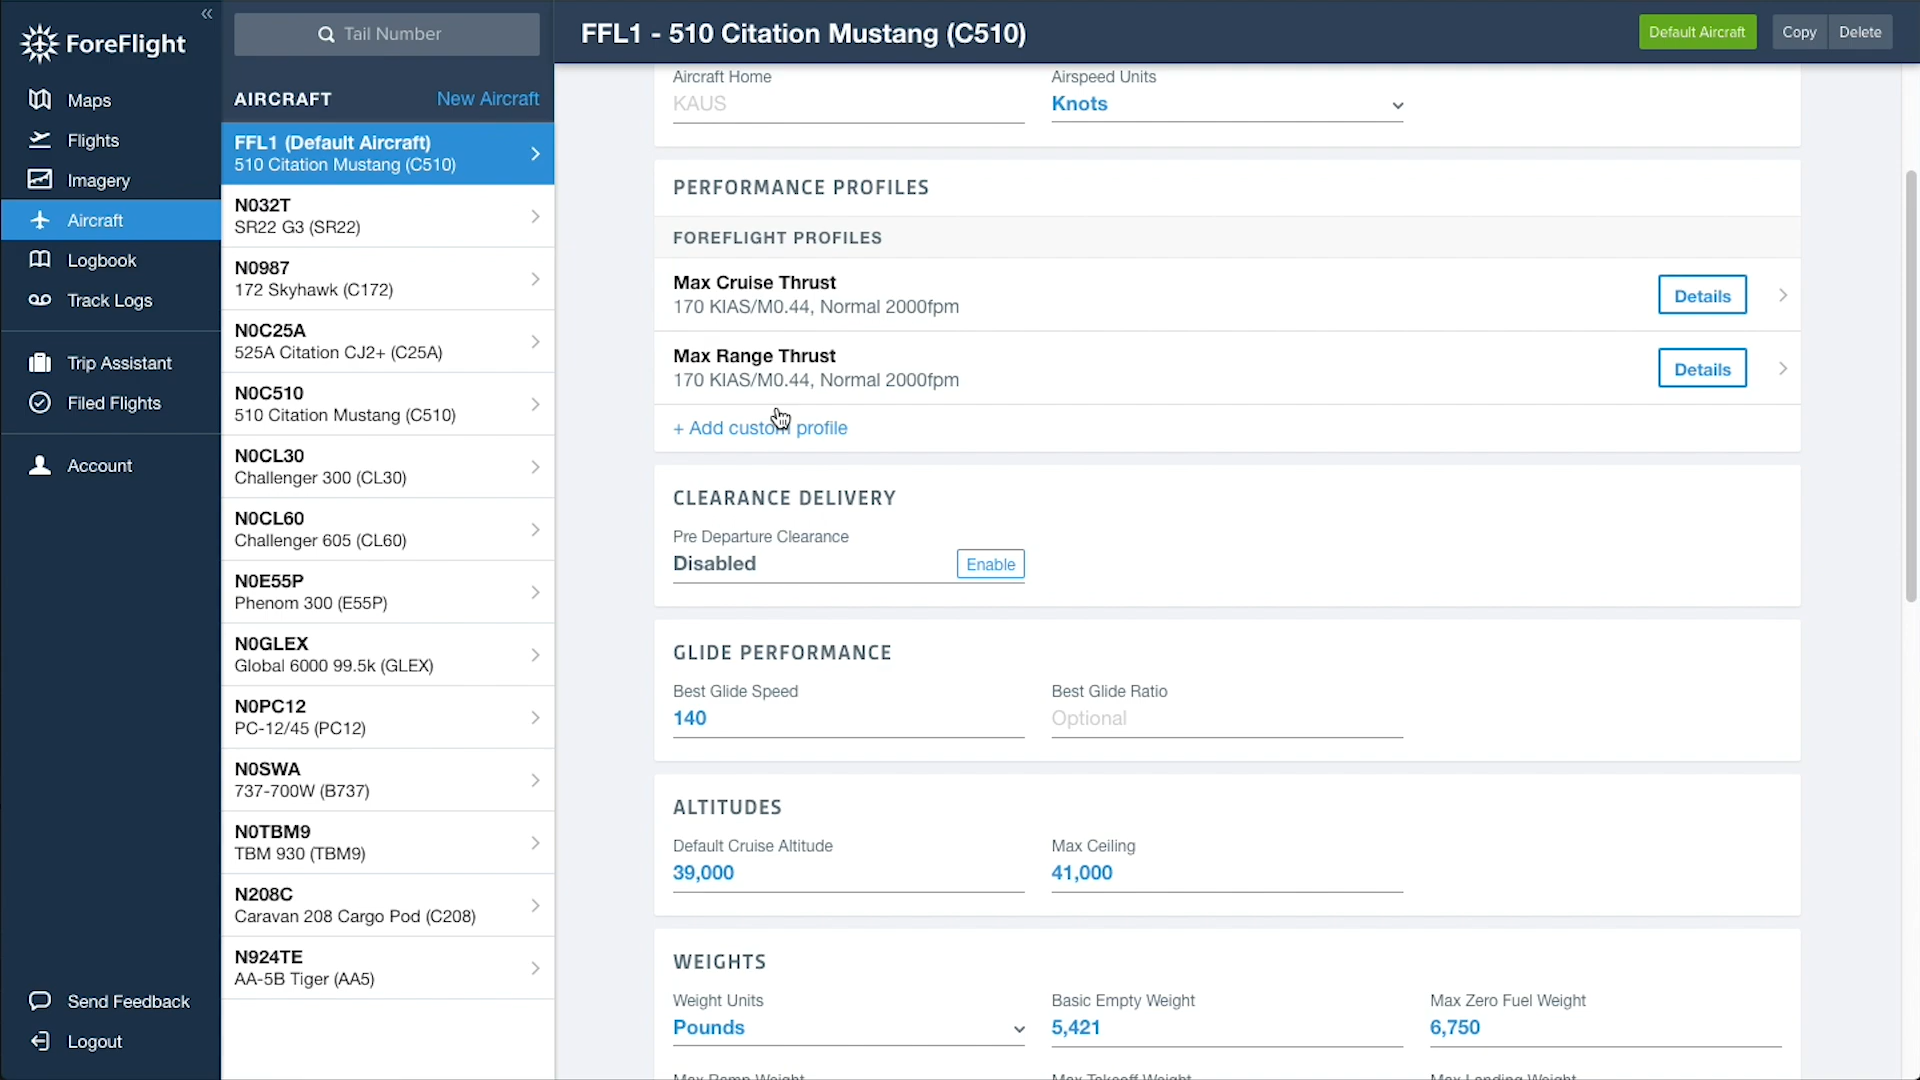 ForeFlight
Maps
Flights
Imagery
Aircraft
Logbook
Track Logs
Trip Assistant
Filed Flights
Account
Send Feedback
Logout
Tail Number
AIRCRAFT
New Aircraft
FFL1 (Default Aircraft)
510 Citation Mustang (C510)
N032T
SR22 G3 (SR22)
N0987
172 Skyhawk (C172)
N0C25A
525A Citation CJ2+ (C25A)
N0C510
510 Citation Mustang (C510)
N0CL30
Challenger 300 (CL30)
N0CL60
Challenger 605 (CL60)
N0E55P
Phenom 300 (E55P)
N0GLEX
Global 6000 99.5k (GLEX)
N0PC12
PC-12/45 (PC12)
N0SWA
737-700W (B737)
N0TBM9
TBM 930 (TBM9)
N208C
Caravan 208 Cargo Pod (C208)
N924TE
AA-5B Tiger (AA5)
FFL1 - 510 Citation Mustang (C510)
Default Aircraft
Copy
Delete
Aircraft Home
KAUS
Airspeed Units
Knots
PERFORMANCE PROFILES
FOREFLIGHT PROFILES
Max Cruise Thrust
170 KIAS/M0.44, Normal 2000fpm
Details
Max Range Thrust
170 KIAS/M0.44, Normal 2000fpm
Details
+ Add custom profile
CLEARANCE DELIVERY
Pre Departure Clearance
Disabled
Enable
GLIDE PERFORMANCE
Best Glide Speed
140
Best Glide Ratio
Optional
ALTITUDES
Default Cruise Altitude
39,000
Max Ceiling
41,000
WEIGHTS
Weight Units
Pounds
Basic Empty Weight
5,421
Max Zero Fuel Weight
6,750
Max Ramp Weight
Max Takeoff Weight
Max Landing Weight